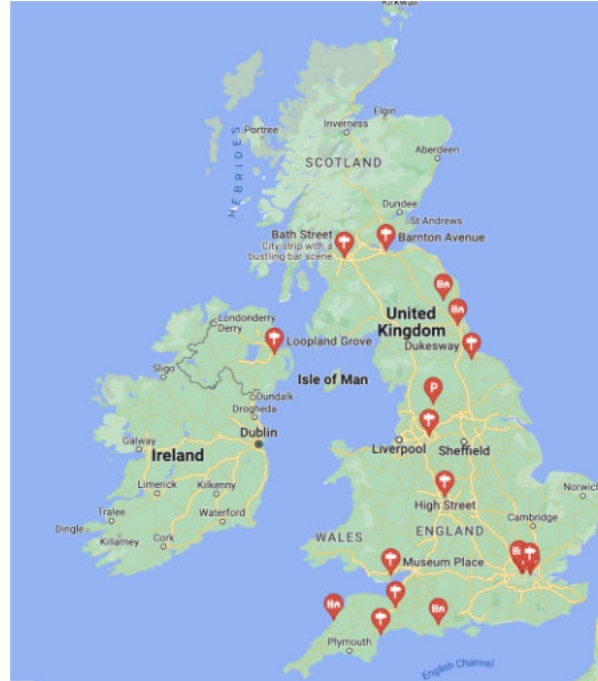 Kirkwall
Elgin
Inverness
Portree
HEBRIDES
SCOTLAND
Aberdeen
Dundee
St Andrews
Bath Street
City strip with a
bustling bar scene
Barnton Avenue
United
Kingdom
Londonderry
Derry
Loopland Grove
Dukesway
Sligo
Isle of Man
P
Dundalk
Drogheda
Dublin
Galway
Ireland
Liverpool
Sheffield
Limerick
Kilkenny
High Street
Norwich
Tralee
Waterford
Cambridge
Dingle
Killarney
Cork
WALES
ENGLAND
Museum Place
Plymouth
English Channel